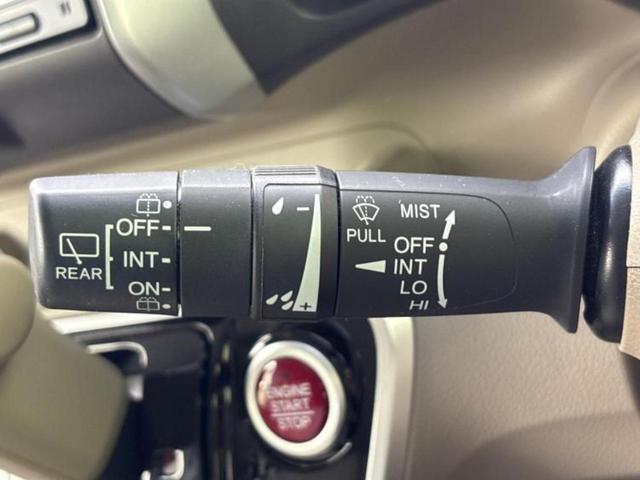 REAR
OFF
INT
ON
−
+
PULL
MIST
OFF
INT
LO
HI
ENGINE
START
STOP